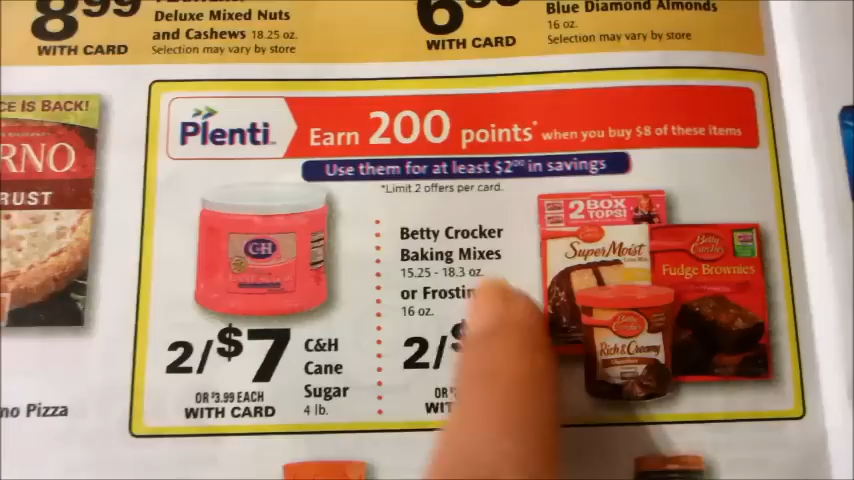 8⁹⁹
WITH CARD
Deluxe Mixed Nuts
and Cashews 18.25 oz.
Selection may vary by store
WITH CARD
Blue Diamond Almonds
16 oz.
Selection may vary by store
CE IS BACK!
RNO
RUST
no Pizza
Plenti
Earn 200 points* when you buy $8 of these items
Use them for at least $2⁰⁰ in savings
*Limit 2 offers per card.
C&H
2/$7
OR $3.99 EACH
WITH CARD
C&H
Cane
Sugar
4 lb.
Betty Crocker
Baking Mixes
15.25 - 18.3 oz.
or Frostin
16 oz.
2/$
OR
WIT
2 BOX
TOPS!
SuperMoist
Betty
Crocker
Fudge Brownies
Betty
Crocker
Rich & Creamy